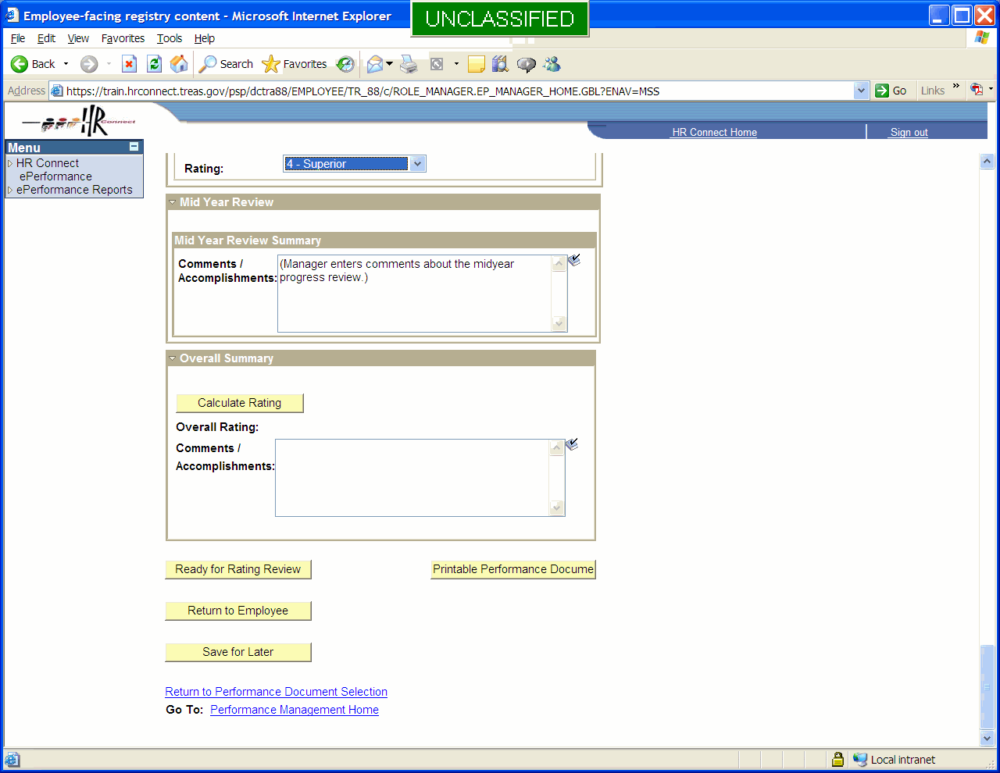 Employee-facing registry content - Microsoft Internet Explorer
UNCLASSIFIED
File Edit View Favorites Tools Help
Back Search Favorites
Address https://train.hrconnect.treas.gov/psp/dctra88/EMPLOYEE/TR_88/c/ROLE_MANAGER.EP_MANAGER_HOME.GBL?ENAV=MSS Go Links »
HR Connect
HR Connect Home Sign out
Menu
HR Connect
ePerformance
ePerformance Reports
Rating: 4 - Superior
Mid Year Review
Mid Year Review Summary
Comments /
Accomplishments:
(Manager enters comments about the midyear
progress review.)
Overall Summary
Calculate Rating
Overall Rating:
Comments /
Accomplishments:
Ready for Rating Review Printable Performance Docume
Return to Employee
Save for Later
Return to Performance Document Selection
Go To: Performance Management Home
Local intranet